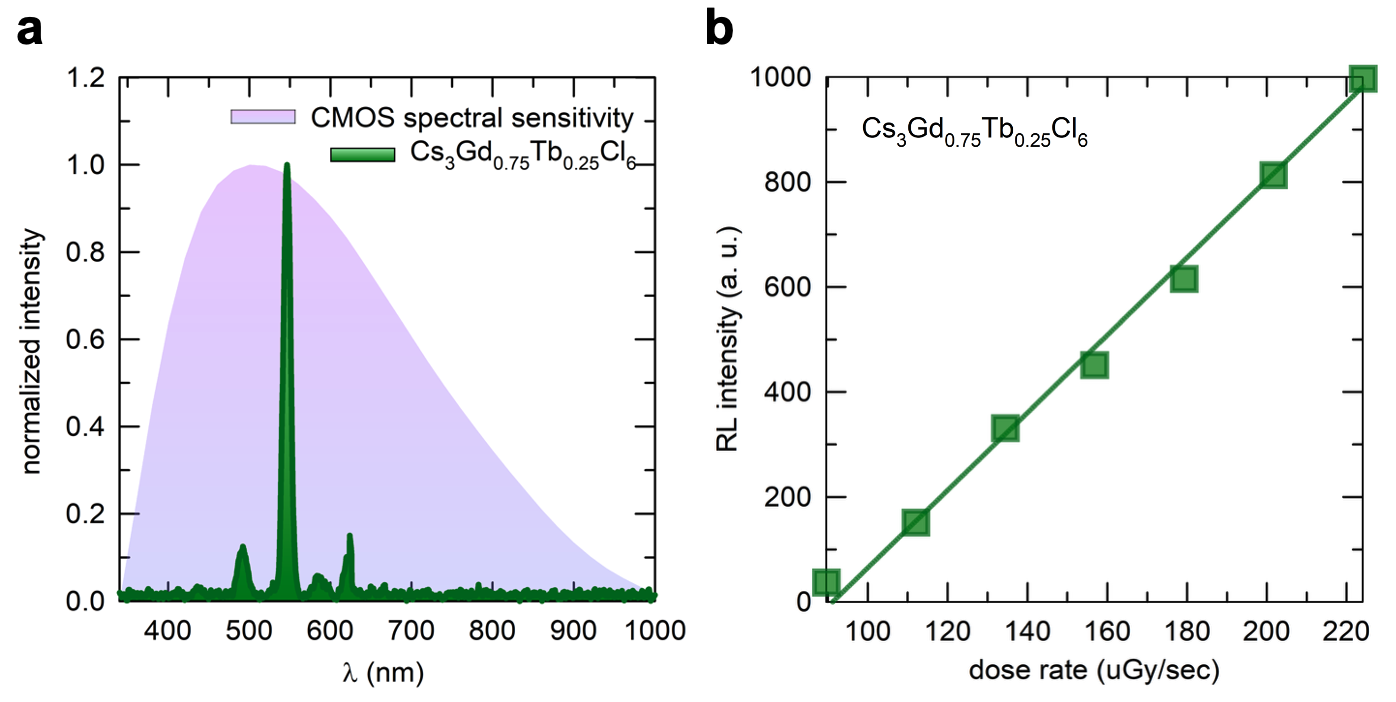 a
1.2
1.0
0.8
0.6
0.4
0.2
0.0
normalized intensity
CMOS spectral sensitivity
Cs₃Gd₀.₇₅Tb₀.₂₅Cl₆
400 500 600 700 800 900 1000
λ (nm)
b
1000
800
600
400
200
0
RL intensity (a. u.)
Cs₃Gd₀.₇₅Tb₀.₂₅Cl₆
100 120 140 160 180 200 220
dose rate (uGy/sec)